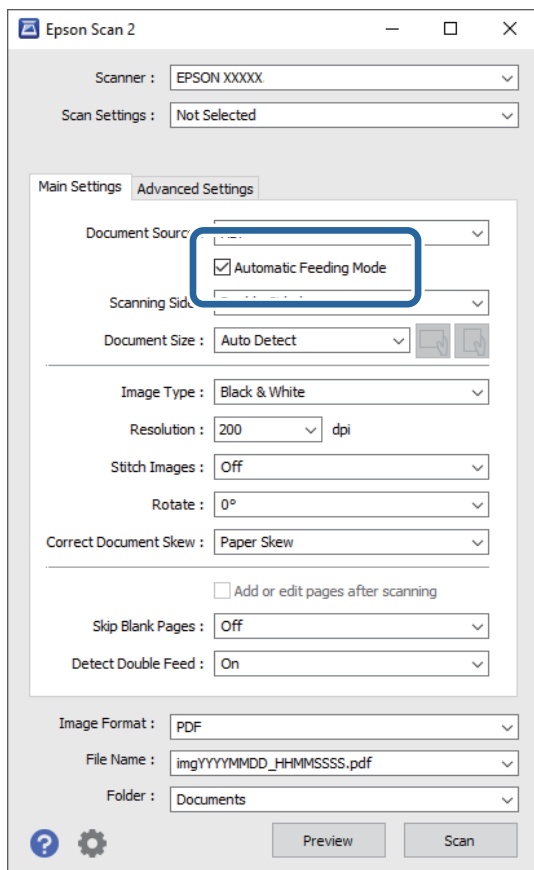 Epson Scan 2
Scanner : EPSON XXXXX
Scan Settings : Not Selected
Main Settings Advanced Settings
Document
Automatic Feeding Mode
Scanning
Document Size : Auto Detect
Image Type : Black & White
Resolution : 200 dpi
Stitch Images : Off
Rotate : 0°
Correct Document Skew : Paper Skew
Add or edit pages after scanning
Skip Blank Pages : Off
Detect Double Feed : On
Image Format : PDF
File Name : imgYYYYMMDD_HHMMSSSS.pdf
Folder : Documents
? Preview Scan